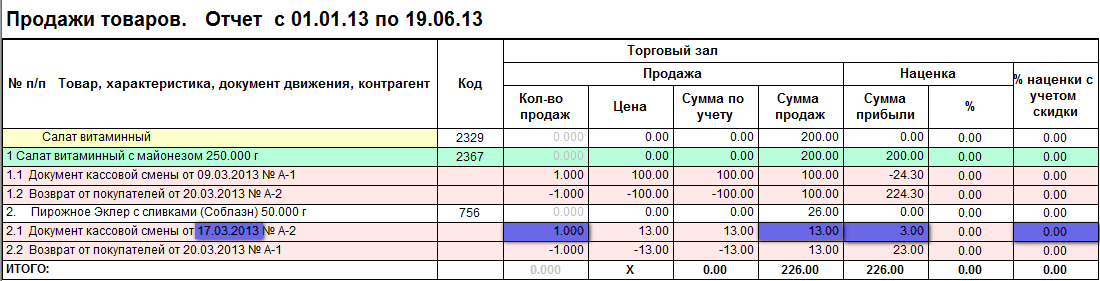 Продажи товаров. Отчет с 01.01.13 по 19.06.13
№ п/п Товар, характеристика, документ движения, контрагент Код Торговый зал
Продажа Наценка % наценки с учетом скидки
Кол-во продаж Цена Сумма по учету Сумма продаж Сумма прибыли %
Салат витаминный 2329 0.000 0.00 0.00 200.00 0.00 0.00 0.00
1 Салат витаминный с майонезом 250.000 г 2367 0.000 0.00 0.00 200.00 200.00 0.00 0.00
1.1 Документ кассовой смены от 09.03.2013 № А-1 1.000 100.00 100.00 100.00 -24.30 0.00 0.00
1.2 Возврат от покупателей от 20.03.2013 № А-2 -1.000 -100.00 -100.00 100.00 224.30 0.00 0.00
2. Пирожное Эклер с сливками (Соблазн) 50.000 г 756 0.000 0.00 0.00 26.00 0.00 0.00 0.00
2.1 Документ кассовой смены от 17.03.2013 № А-2 1.000 13.00 13.00 13.00 3.00 0.00 0.00
2.2 Возврат от покупателей от 20.03.2013 № А-1 -1.000 -13.00 -13.00 13.00 23.00 0.00 0.00
ИТОГО: 0.000 X 0.00 226.00 226.00 0.00 0.00